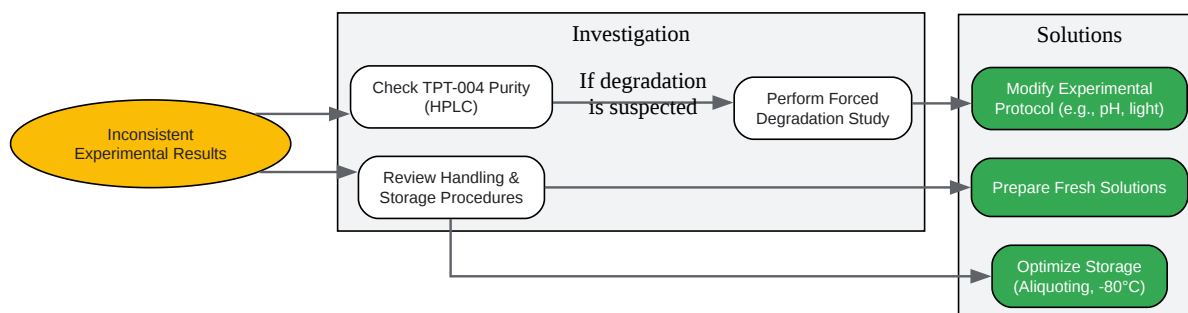 Investigation
Solutions
Check TPT-004 Purity
(HPLC)
If degradation
is suspected
Perform Forced
Degradation Study
Modify Experimental
Protocol (e.g., pH, light)
Inconsistent
Experimental Results
Review Handling &
Storage Procedures
Prepare Fresh Solutions
Optimize Storage
(Aliquoting, -80°C)